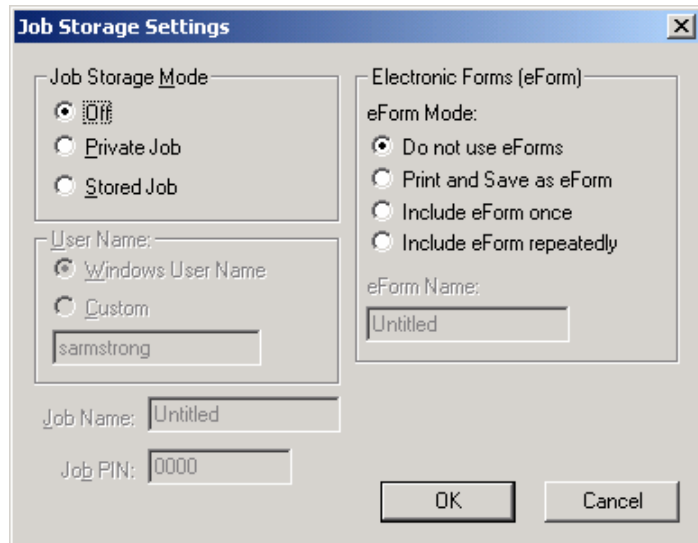 Job Storage Settings
Job Storage Mode
Off
Private Job
Stored Job
User Name:
Windows User Name
Custom
sarmstrong
Job Name: Untitled
Job PIN: 0000
Electronic Forms (eForm)
eForm Mode:
Do not use eForms
Print and Save as eForm
Include eForm once
Include eForm repeatedly
eForm Name:
Untitled
OK
Cancel